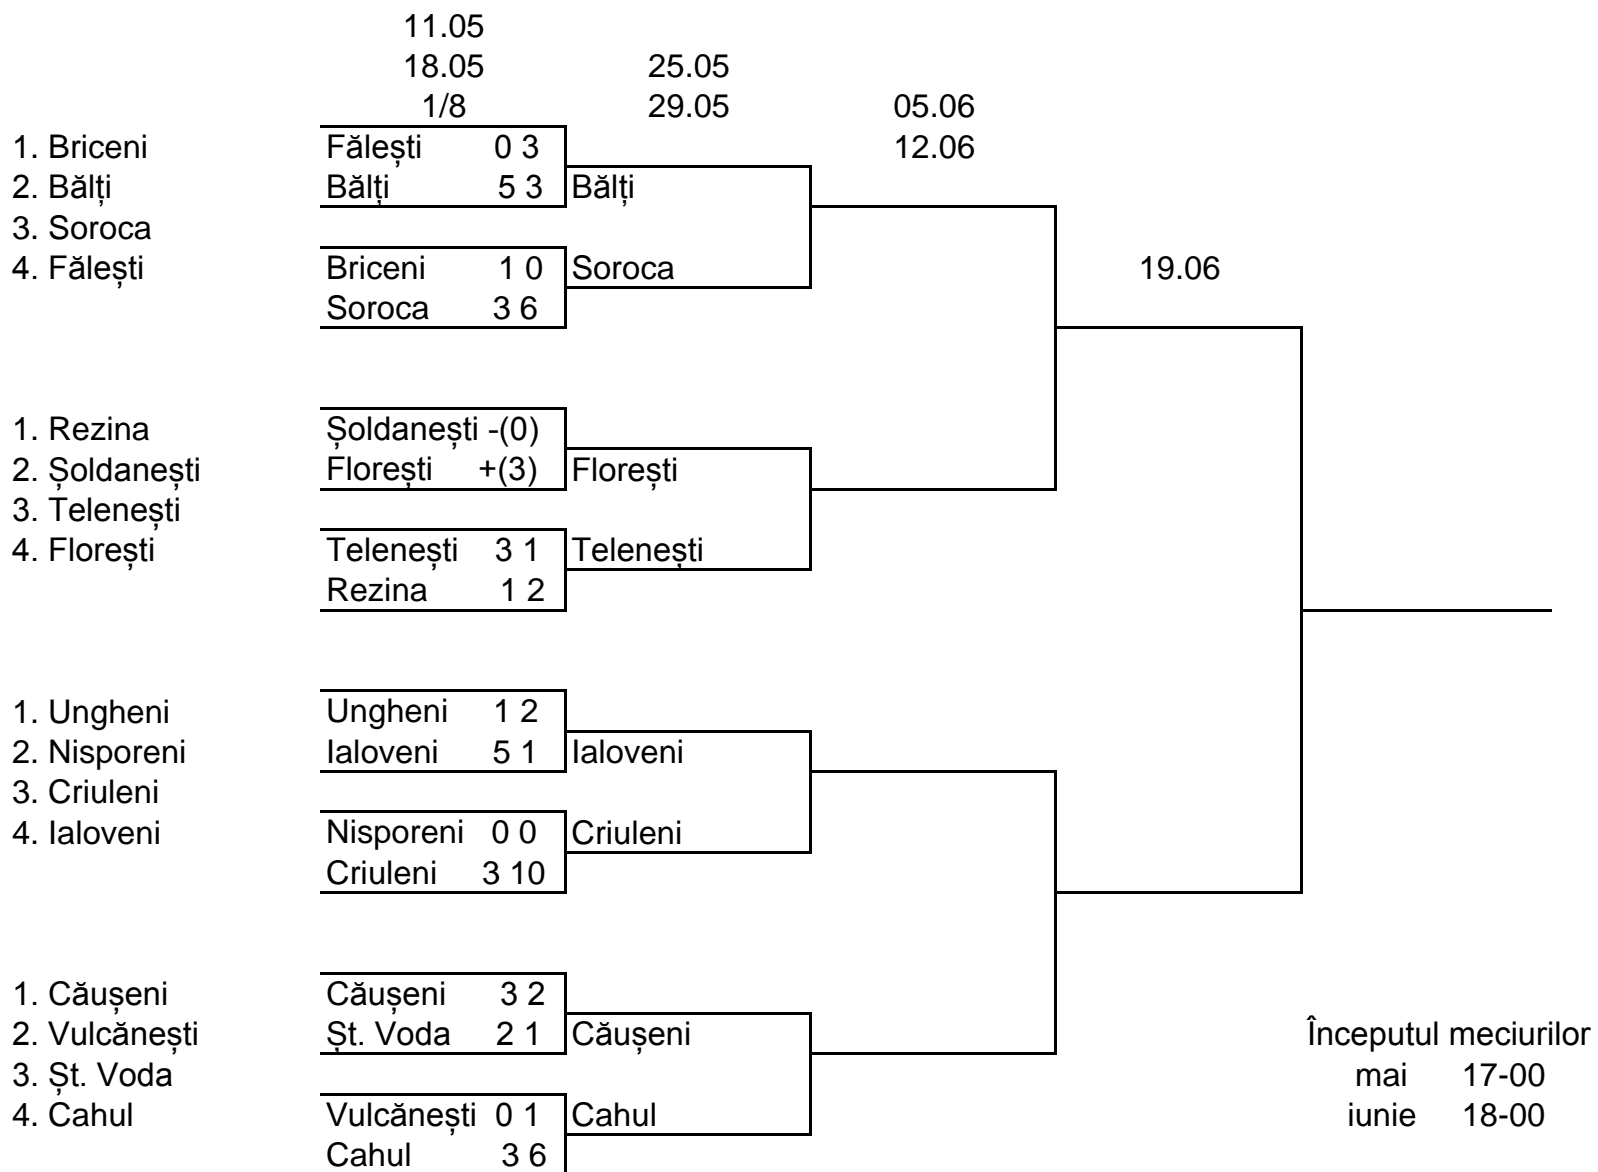 11.05
18.05 25.05
1/8 29.05 05.06
1. Briceni Fălești 0 3 12.06
2. Bălți Bălți 5 3 Bălți
3. Soroca
4. Fălești Briceni 1 0 Soroca 19.06
Soroca 3 6
1. Rezina Șoldanești -(0)
2. Șoldanești Florești +(3) Florești
3. Telenești
4. Florești Telenești 3 1 Telenești
Rezina 1 2
1. Ungheni Ungheni 1 2
2. Nisporeni Ialoveni 5 1 Ialoveni
3. Criuleni
4. Ialoveni Nisporeni 0 0 Criuleni
Criuleni 3 10
1. Căușeni Căușeni 3 2
2. Vulcănești Șt. Voda 2 1 Căușeni Începutul meciurilor
3. Șt. Voda mai 17-00
4. Cahul Vulcănești 0 1 Cahul iunie 18-00
Cahul 3 6